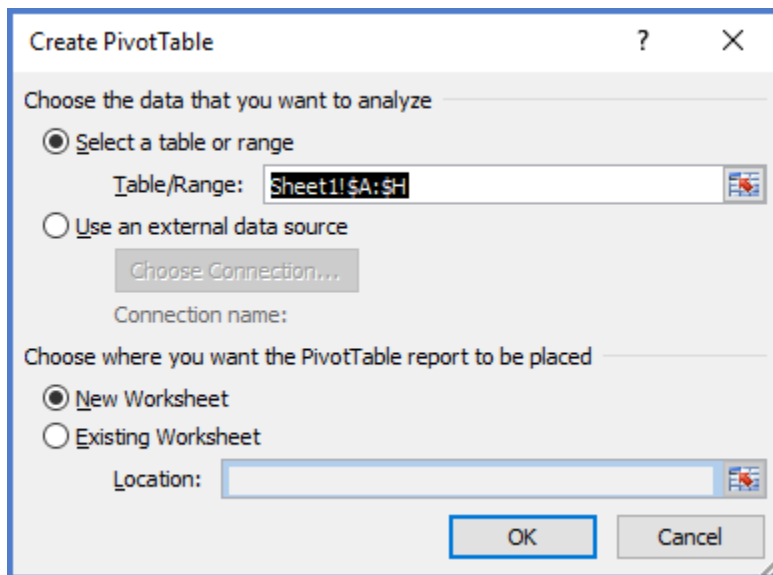 Create PivotTable ? X
Choose the data that you want to analyze
Select a table or range
Table/Range: Sheet1!$A:$H
Use an external data source
Choose Connection...
Connection name:
Choose where you want the PivotTable report to be placed
New Worksheet
Existing Worksheet
Location:
OK Cancel